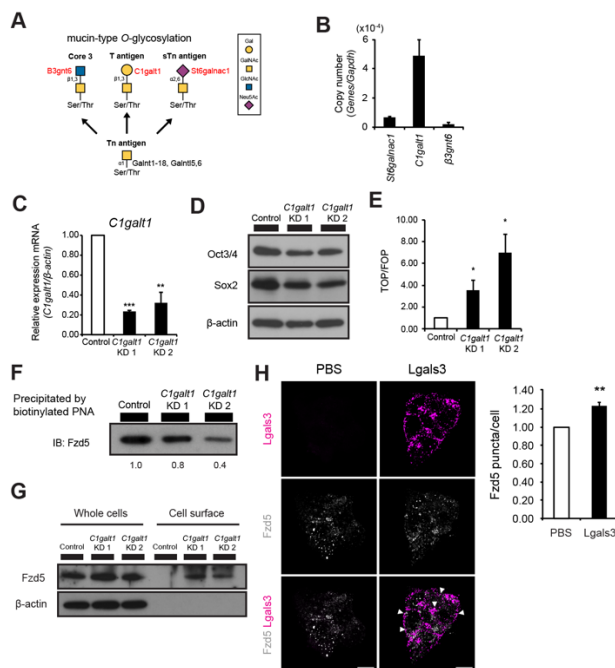 A
mucin-type O-glycosylation
Core 3
T antigen
sTn antigen
B3gnt6
C1galt1
St6galnac1
β1,3
β1,3
α2,6
Ser/Thr
Ser/Thr
Ser/Thr
Tn antigen
α1
Galnt1-18, Galntl5,6
Ser/Thr
Gal
GalNAc
GlcNAc
Neu5Ac
B
(x10⁻⁴)
6
4
2
0
Copy number
(Genes/Gapdh)
St6galnac1
C1galt1
β3gnt6
C
C1galt1
Relative expression mRNA
(C1galt1/β-actin)
1.00
0.80
0.60
0.40
0.20
0.00
***
**
Control
C1galt1
KD 1
C1galt1
KD 2
D
Control
C1galt1
KD 1
C1galt1
KD 2
Oct3/4
Sox2
β-actin
E
TOP/FOP
10.00
8.00
6.00
4.00
2.00
0.00
*
*
Control
C1galt1
KD 1
C1galt1
KD 2
F
Precipitated by
biotinylated PNA
Control
C1galt1
KD 1
C1galt1
KD 2
IB: Fzd5
1.0
0.8
0.4
G
Whole cells
Cell surface
Control
C1galt1
KD 1
C1galt1
KD 2
Control
C1galt1
KD 1
C1galt1
KD 2
Fzd5
β-actin
H
PBS
Lgals3
Lgals3
Fzd5
Fzd5 Lgals3
Fzd5 puncta/cell
1.40
1.20
1.00
0.80
0.60
0.40
0.20
0
**
PBS
Lgals3